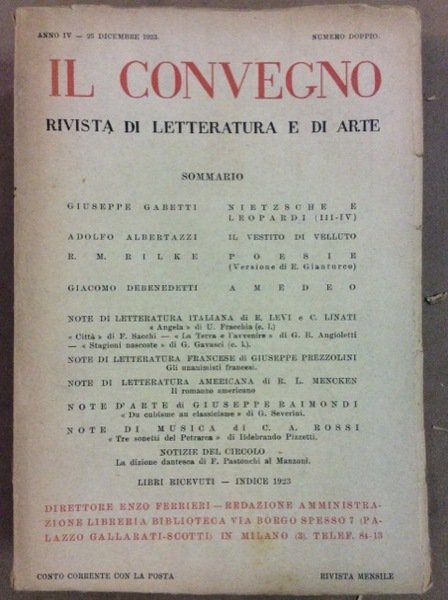 ANNO IV — 25 DICEMBRE 1923. NUMERO DOPPIO.
IL CONVEGNO
RIVISTA DI LETTERATURA E DI ARTE
SOMMARIO
GIUSEPPE GABETTI NIETZSCHE E
LEOPARDI (III-IV)
ADOLFO ALBERTAZZI IL VESTITO DI VELLUTO
R. M. RILKE POESIE
(Versione di E. Gianturco)
GIACOMO DEBENEDETTI AMEDEO
NOTE DI LETTERATURA ITALIANA di E. LEVI e C. LINATI
« Angela » di U. Fracchia (e. l.)
« Città » di F. Sacchi — « La Terra e l'avvenire » di G. B. Angioletti
— « Stagioni nascoste » di G. Gavasci (c. l.).
NOTE DI LETTERATURA FRANCESE di GIUSEPPE PREZZOLINI
Gli unanimisti francesi.
NOTE DI LETTERATURA AMERICANA di R. L. MENCKEN
Il romanzo americano
NOTE D'ARTE di GIUSEPPE RAIMONDI
« Du cubisme au classicisme » di G. Severini.
NOTE DI MUSICA di C. A. ROSSI
« Tre sonetti del Petrarca » di Ildebrando Pizzetti.
NOTIZIE DEL CIRCOLO
La dizione dantesca di F. Pastonchi al Manzoni.
LIBRI RICEVUTI — INDICE 1923
DIRETTORE ENZO FERRIERI — REDAZIONE AMMINISTRA-
ZIONE LIBRERIA BIBLIOTECA VIA BORGO SPESSO 7 (PA-
LAZZO GALLARATI-SCOTTI) IN MILANO (3). TELEF. 84-13
CONTO CORRENTE CON LA POSTA RIVISTA MENSILE